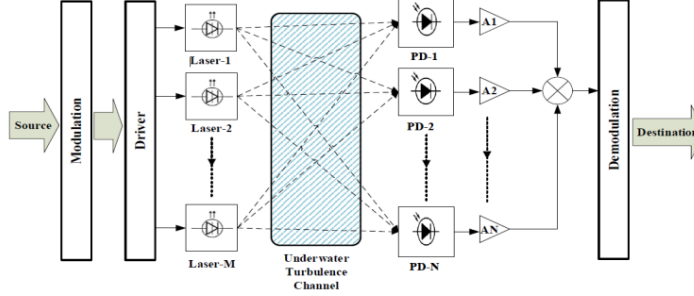 Source
Modulation
Driver
Laser-1
Laser-2
Laser-M
Underwater
Turbulence
Channel
PD-1
PD-2
PD-N
A1
A2
AN
Demodulation
Destination